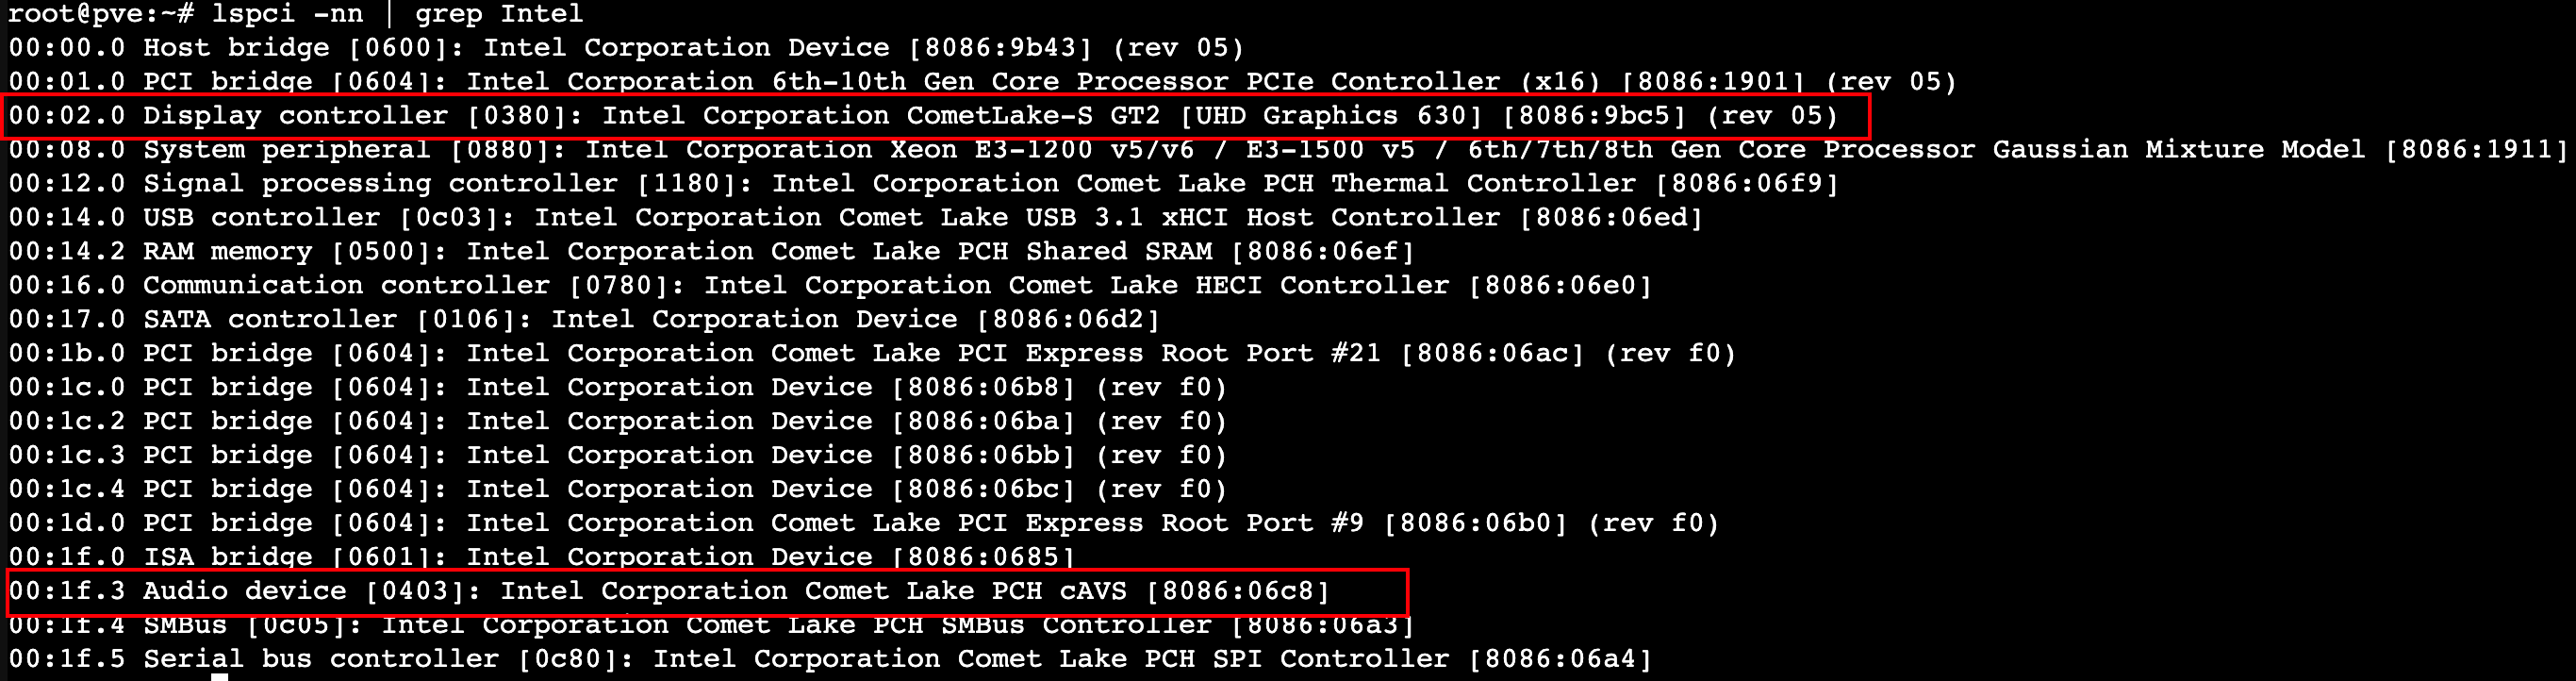 root@pve:~# lspci -nn | grep Intel
00:00.0 Host bridge [0600]: Intel Corporation Device [8086:9b43] (rev 05)
00:01.0 PCI bridge [0604]: Intel Corporation 6th-10th Gen Core Processor PCIe Controller (x16) [8086:1901] (rev 05)
00:02.0 Display controller [0380]: Intel Corporation CometLake-S GT2 [UHD Graphics 630] [8086:9bc5] (rev 05)
00:08.0 System peripheral [0880]: Intel Corporation Xeon E3-1200 v5/v6 / E3-1500 v5 / 6th/7th/8th Gen Core Processor Gaussian Mixture Model [8086:1911]
00:12.0 Signal processing controller [1180]: Intel Corporation Comet Lake PCH Thermal Controller [8086:06f9]
00:14.0 USB controller [0c03]: Intel Corporation Comet Lake USB 3.1 xHCI Host Controller [8086:06ed]
00:14.2 RAM memory [0500]: Intel Corporation Comet Lake PCH Shared SRAM [8086:06ef]
00:16.0 Communication controller [0780]: Intel Corporation Comet Lake HECI Controller [8086:06e0]
00:17.0 SATA controller [0106]: Intel Corporation Device [8086:06d2]
00:1b.0 PCI bridge [0604]: Intel Corporation Comet Lake PCI Express Root Port #21 [8086:06ac] (rev f0)
00:1c.0 PCI bridge [0604]: Intel Corporation Device [8086:06b8] (rev f0)
00:1c.2 PCI bridge [0604]: Intel Corporation Device [8086:06ba] (rev f0)
00:1c.3 PCI bridge [0604]: Intel Corporation Device [8086:06bb] (rev f0)
00:1c.4 PCI bridge [0604]: Intel Corporation Device [8086:06bc] (rev f0)
00:1d.0 PCI bridge [0604]: Intel Corporation Comet Lake PCI Express Root Port #9 [8086:06b0] (rev f0)
00:1f.0 ISA bridge [0601]: Intel Corporation Device [8086:0685]
00:1f.3 Audio device [0403]: Intel Corporation Comet Lake PCH cAVS [8086:06c8]
00:1f.4 SMBus [0c05]: Intel Corporation Comet Lake PCH SMBus Controller [8086:06a3]
00:1f.5 Serial bus controller [0c80]: Intel Corporation Comet Lake PCH SPI Controller [8086:06a4]